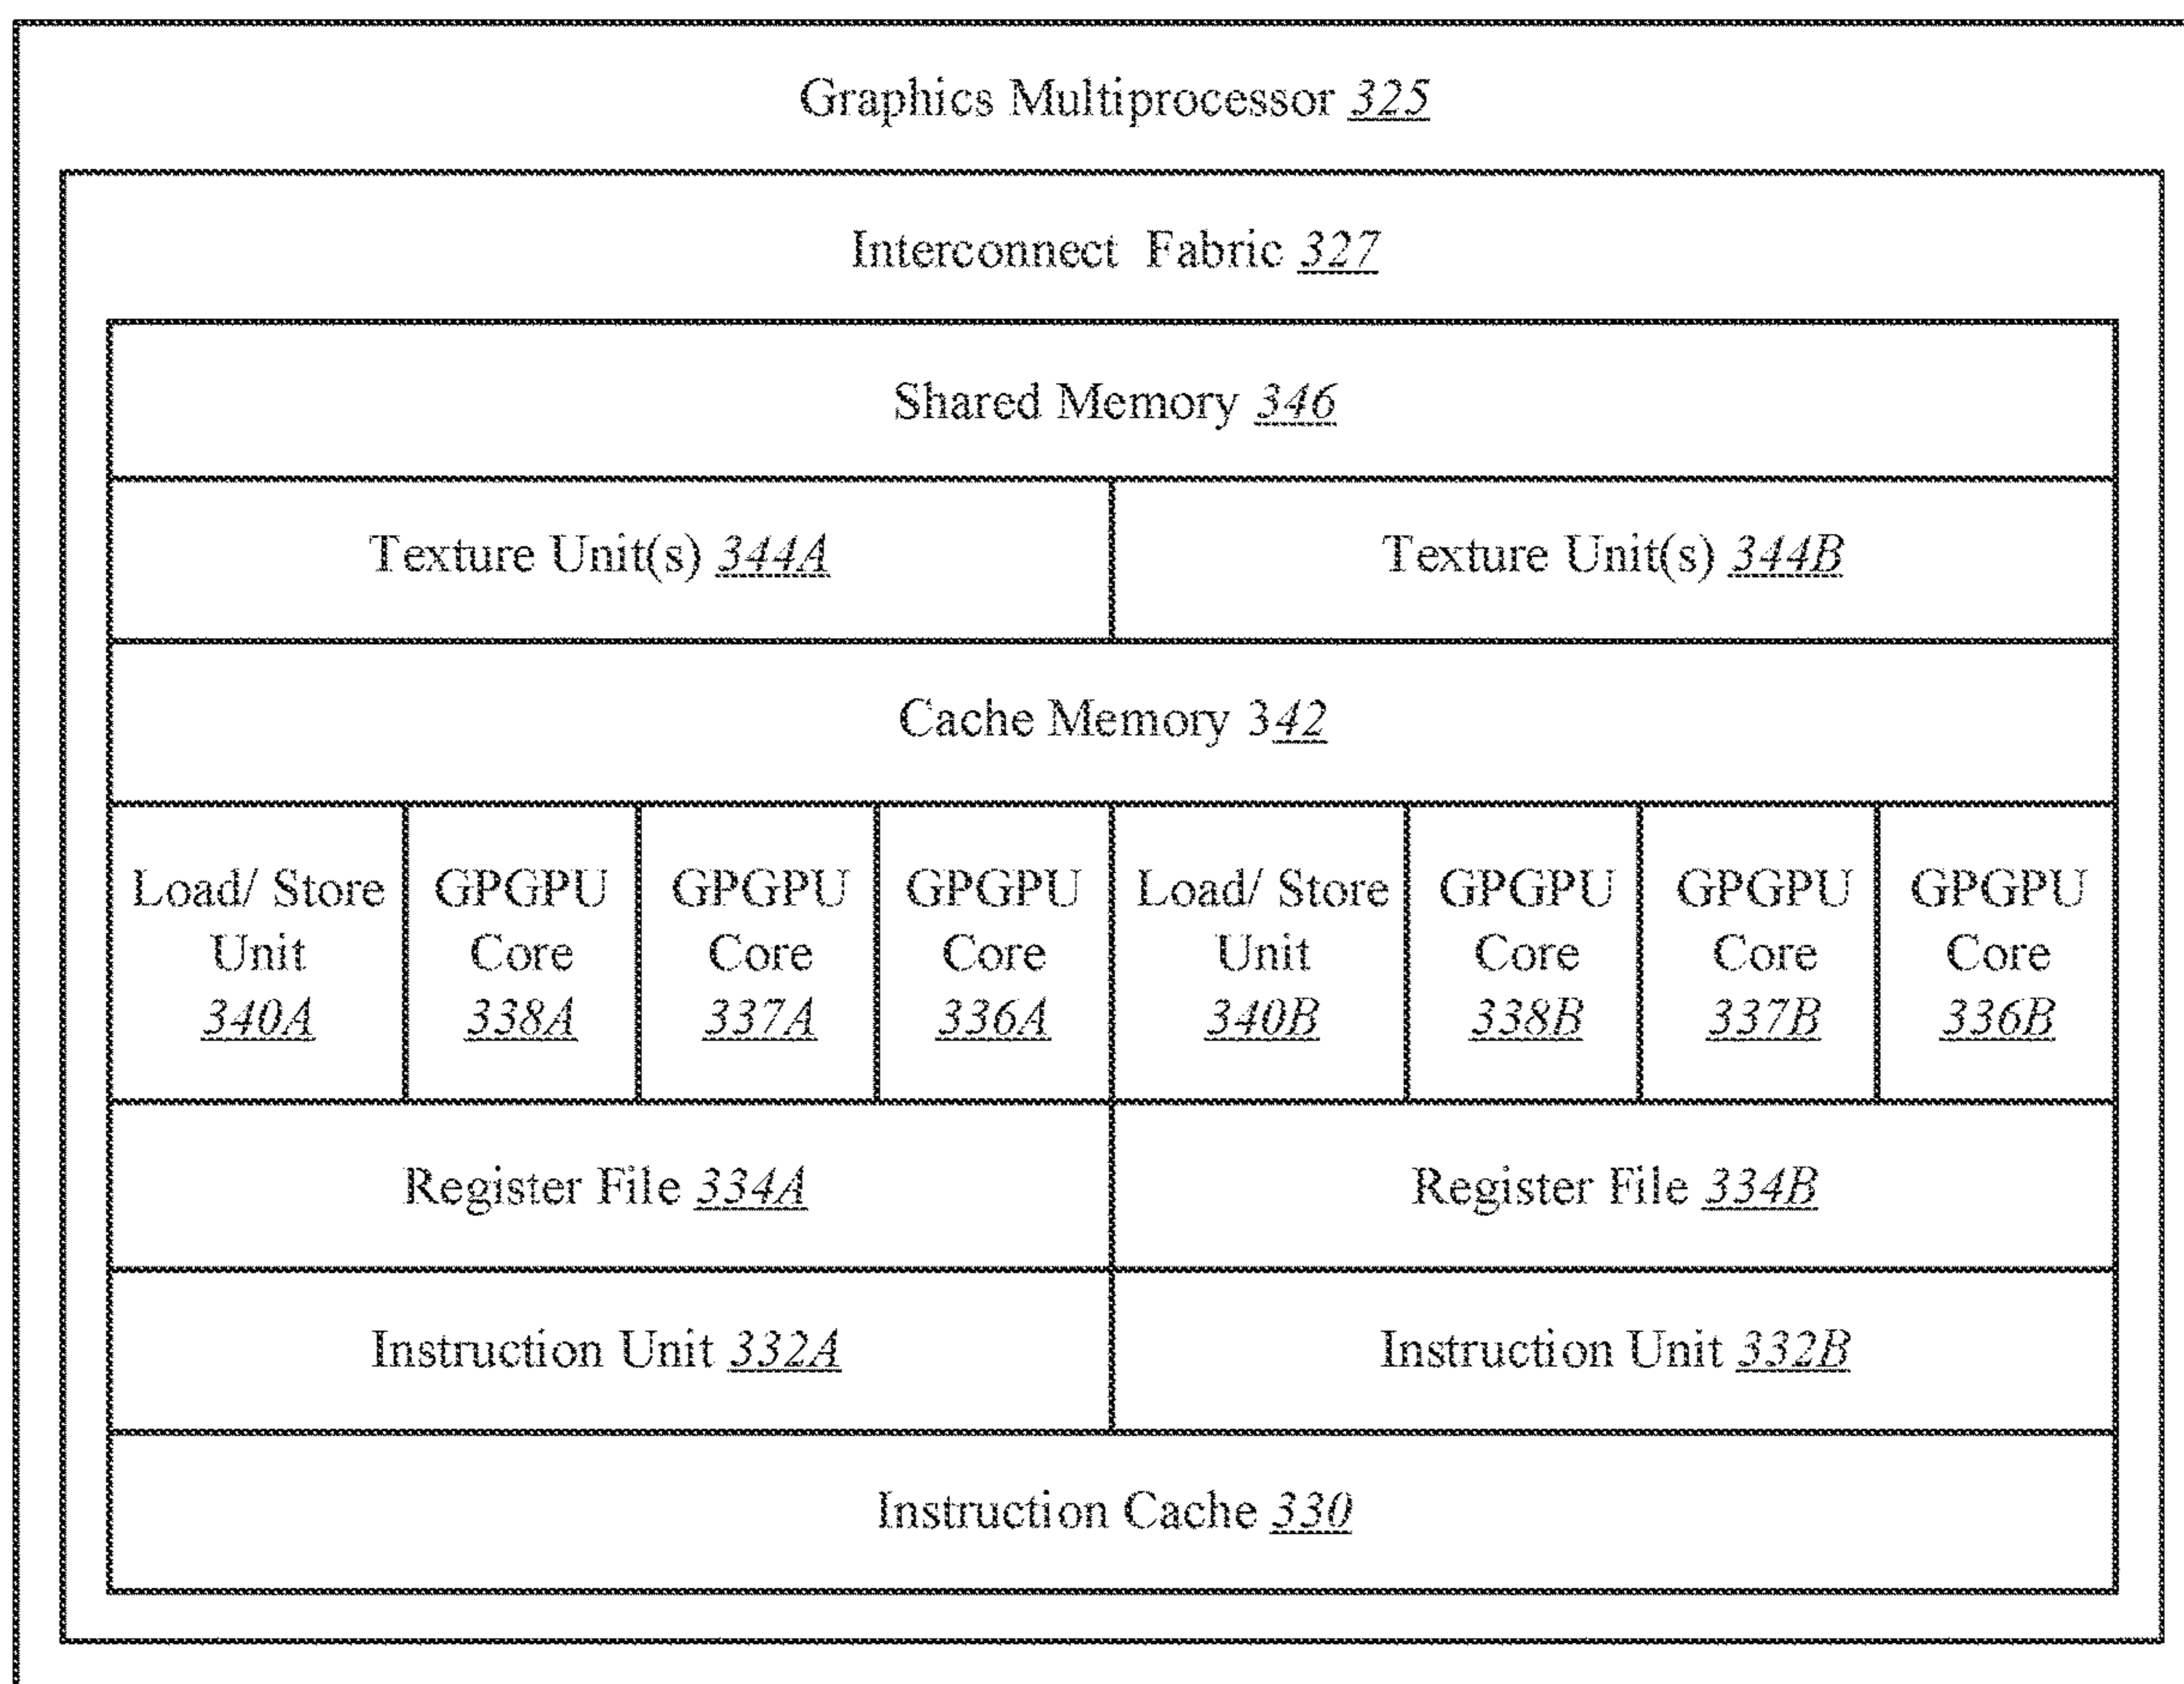 Graphics Multiprocessor 325
Interconnect Fabric 327
Shared Memory 346
Texture Unit(s) 344A
Texture Unit(s) 344B
Cache Memory 342
Load/ Store
Unit
340A
GPGPU
Core
338A
GPGPU
Core
337A
GPGPU
Core
336A
Load/ Store
Unit
340B
GPGPU
Core
338B
GPGPU
Core
337B
GPGPU
Core
336B
Register File 334A
Register File 334B
Instruction Unit 332A
Instruction Unit 332B
Instruction Cache 330